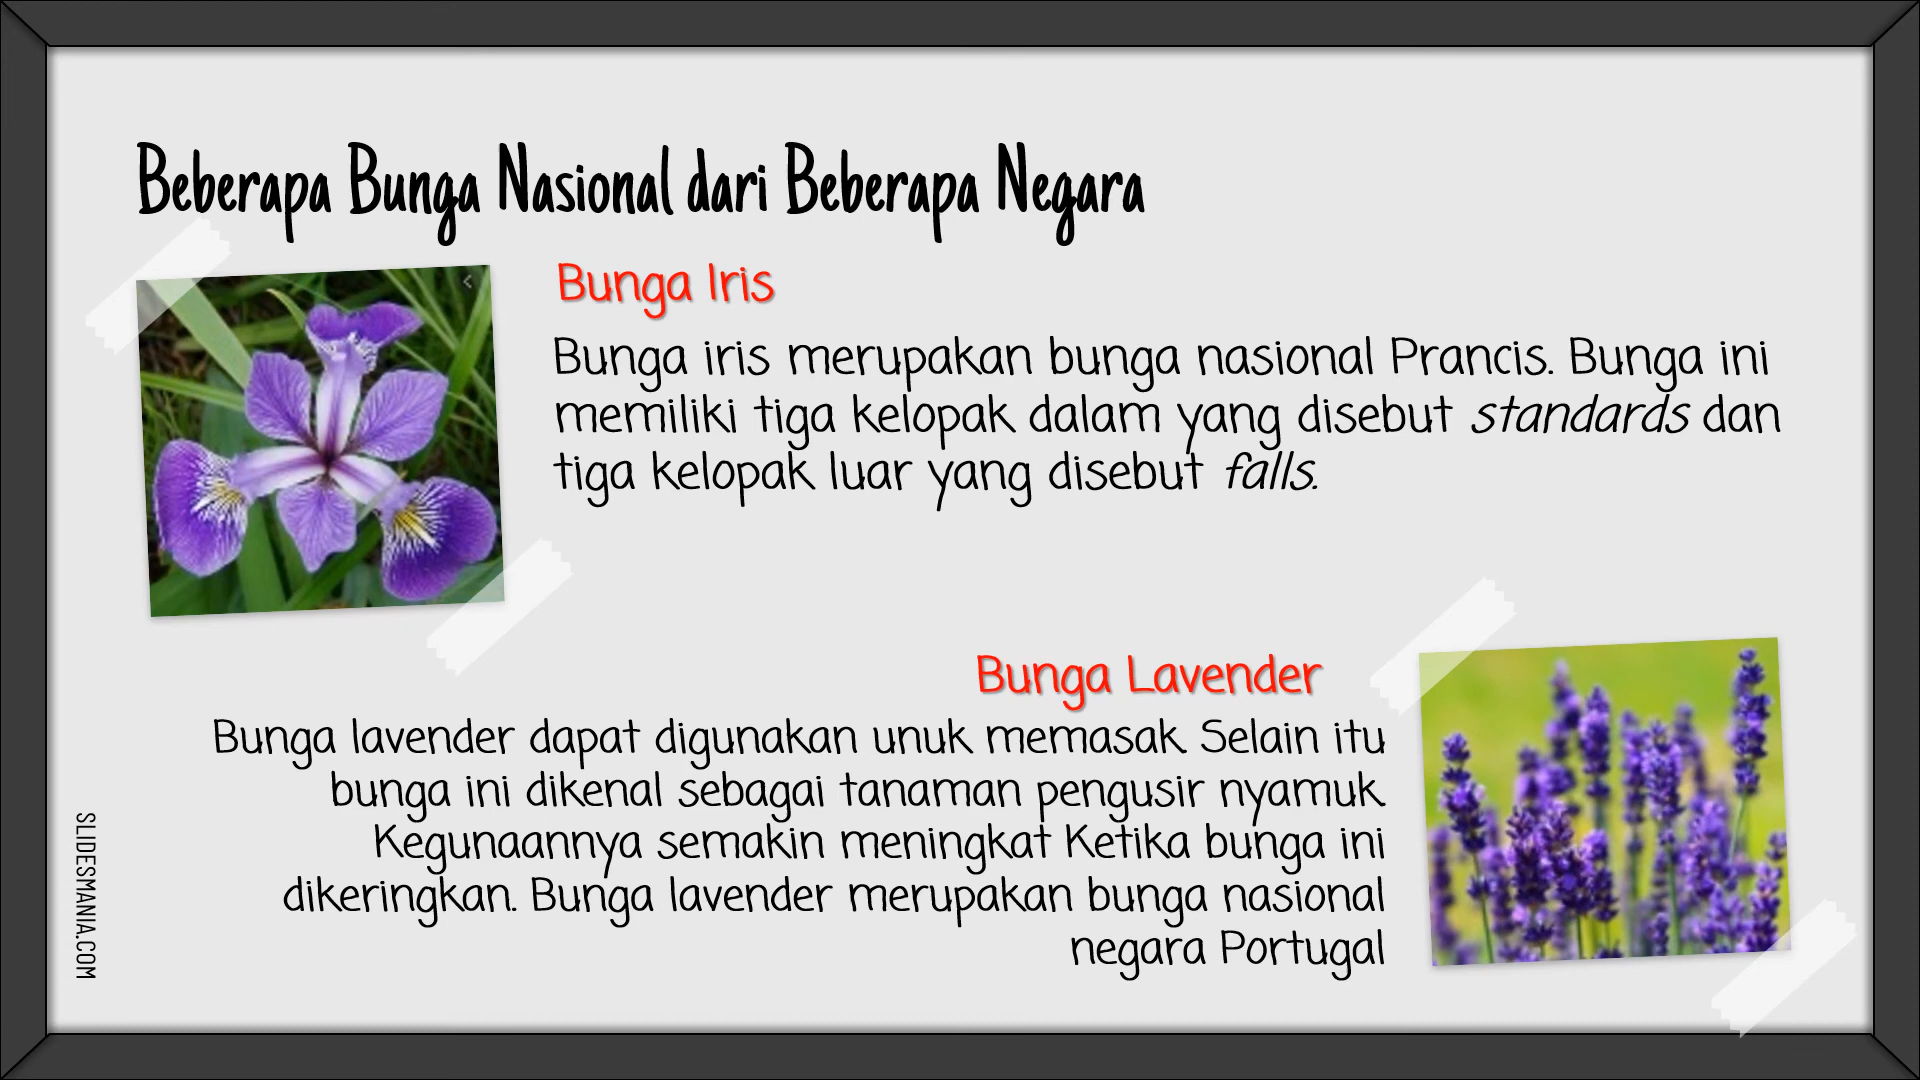 Beberapa Bunga Nasional dari Beberapa Negara
Bunga Iris
Bunga iris merupakan bunga nasional Prancis. Bunga ini
memiliki tiga kelopak dalam yang disebut standards dan
tiga kelopak luar yang disebut falls.
Bunga Lavender
Bunga lavender dapat digunakan unuk memasak. Selain itu
bunga ini dikenal sebagai tanaman pengusir nyamuk.
Kegunaannya semakin meningkat Ketika bunga ini
dikeringkan. Bunga lavender merupakan bunga nasional
negara Portugal
SLIDESMANIA.COM